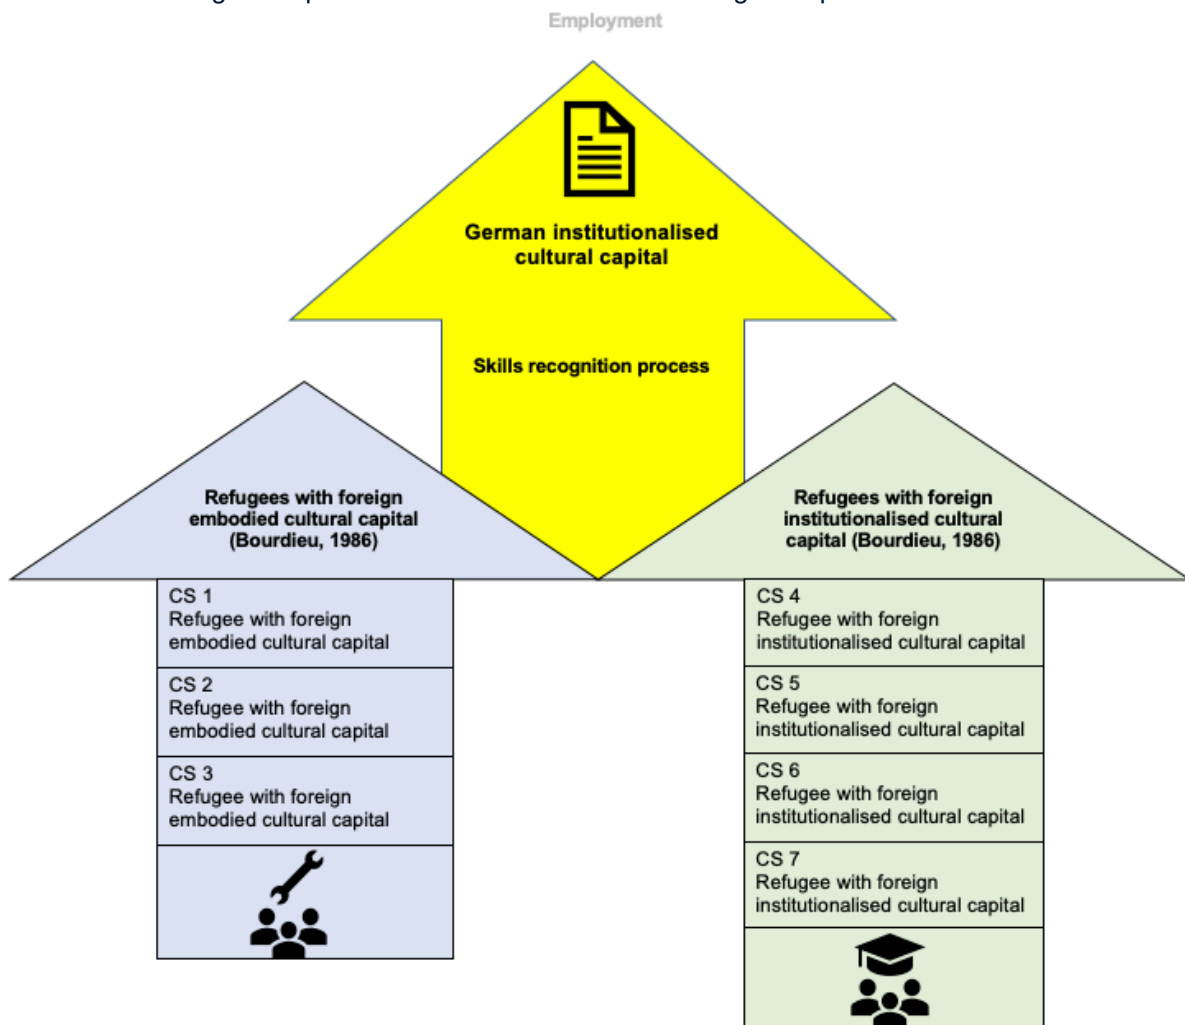 Employment
German institutionalised
cultural capital
Skills recognition process
Refugees with foreign
embodied cultural capital
(Bourdieu, 1986)
CS 1
Refugee with foreign
embodied cultural capital
CS 2
Refugee with foreign
embodied cultural capital
CS 3
Refugee with foreign
embodied cultural capital
Refugees with foreign
institutionalised cultural
capital (Bourdieu, 1986)
CS 4
Refugee with foreign
institutionalised cultural capital
CS 5
Refugee with foreign
institutionalised cultural capital
CS 6
Refugee with foreign
institutionalised cultural capital
CS 7
Refugee with foreign
institutionalised cultural capital